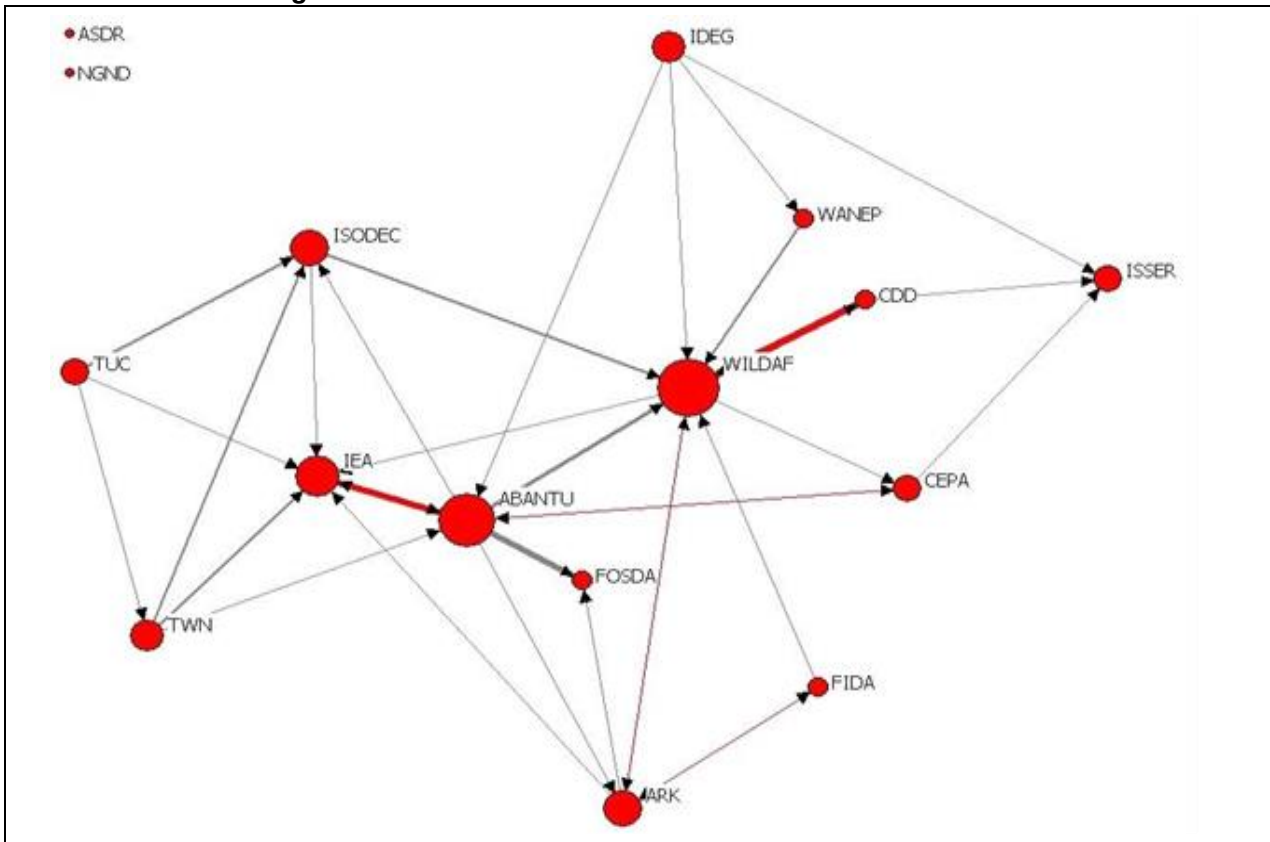 ASDR
IDEG
NGND
WANEP
ISODEC
ISSER
CDD
TUC
WILDAF
IEA
CEPA
ABANTU
FOSDA
TWN
FIDA
ARK